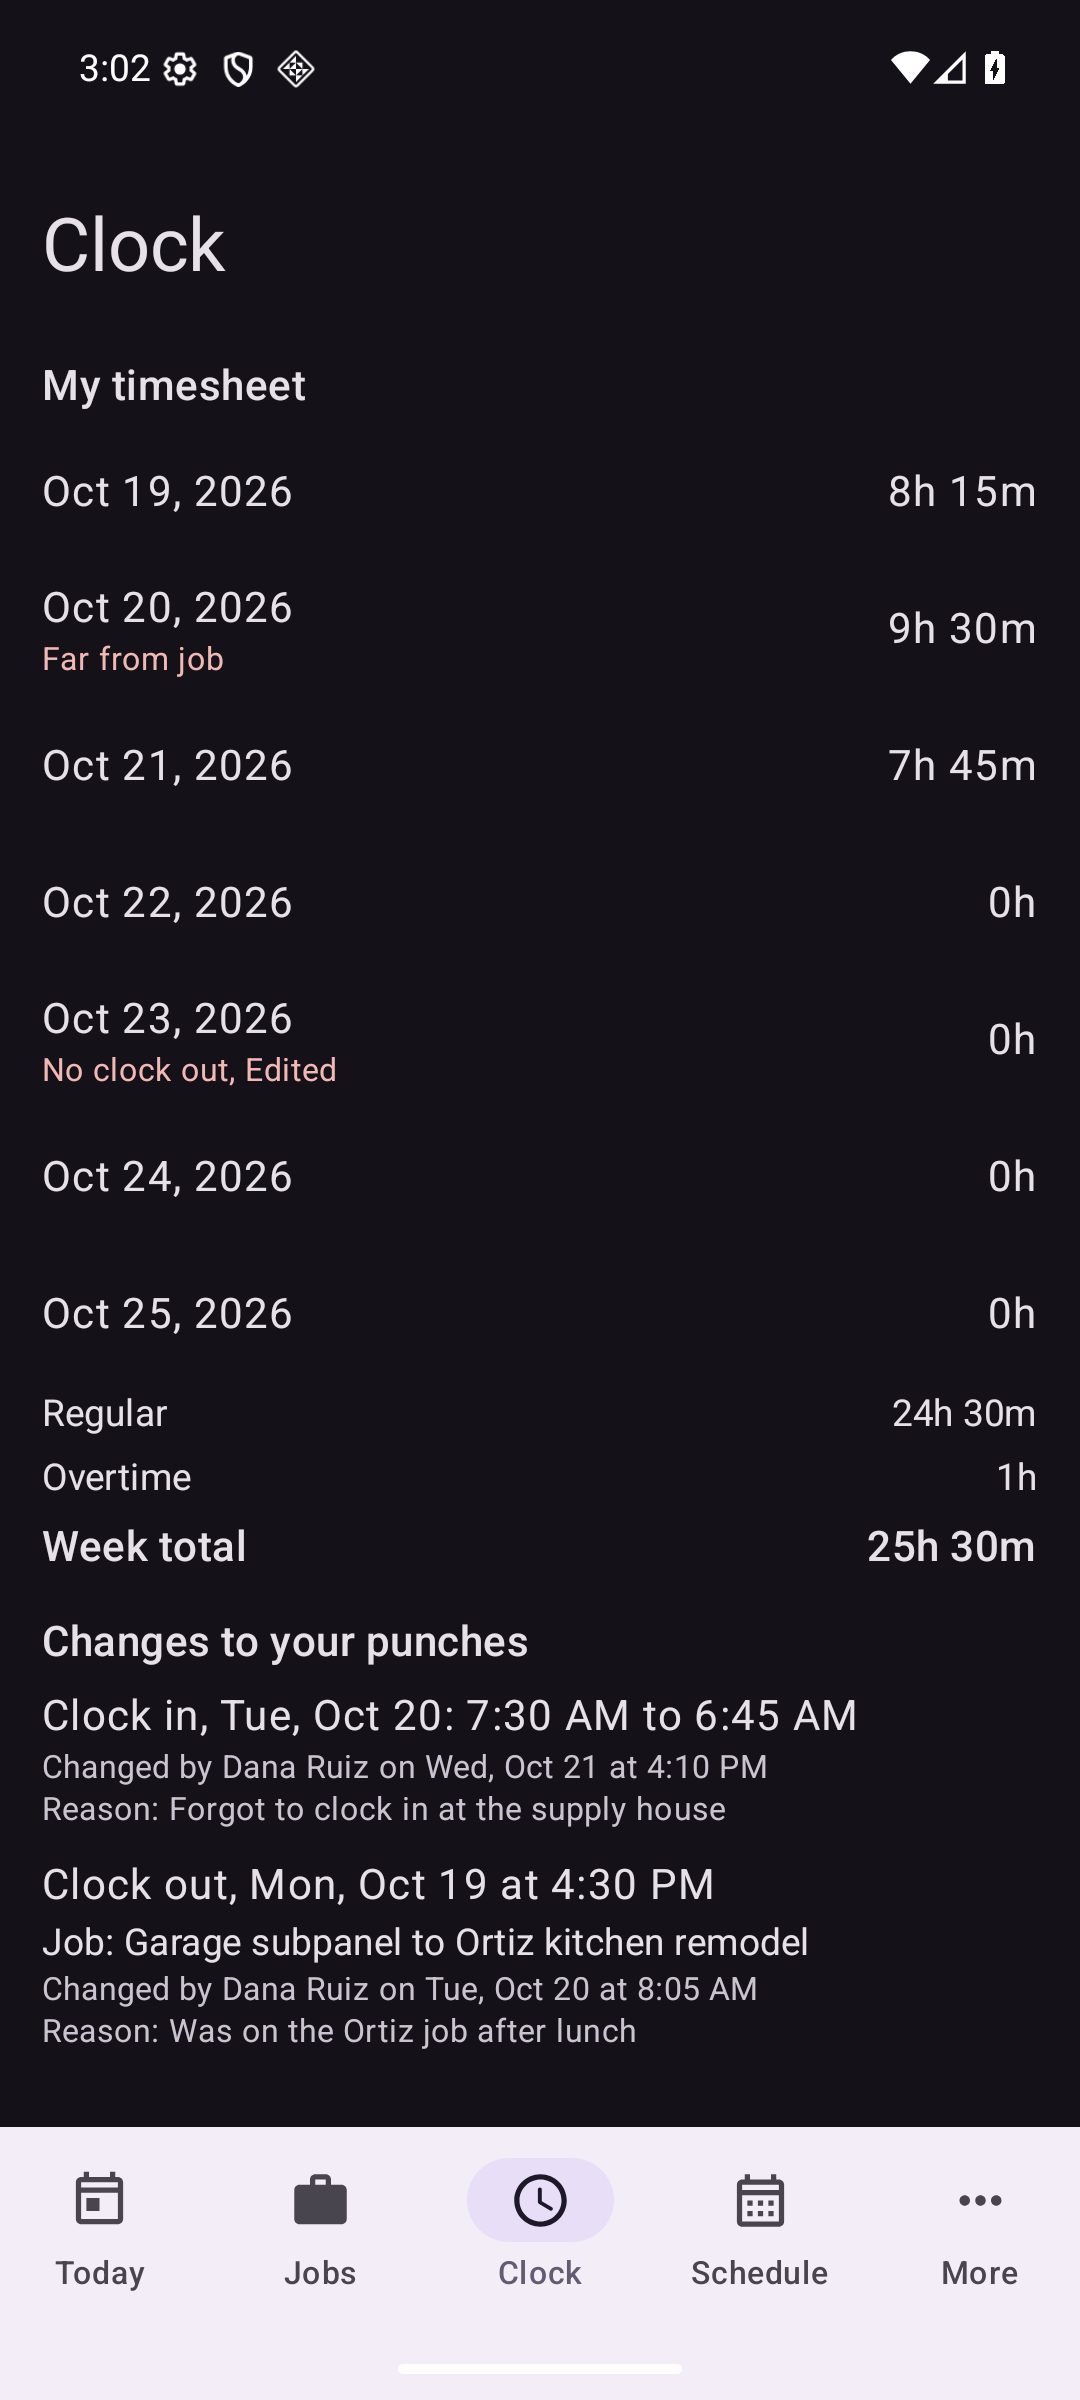 3:02
Clock
My timesheet
Oct 19, 2026 8h 15m
Oct 20, 2026 9h 30m
Far from job
Oct 21, 2026 7h 45m
Oct 22, 2026 0h
Oct 23, 2026 0h
No clock out, Edited
Oct 24, 2026 0h
Oct 25, 2026 0h
Regular 24h 30m
Overtime 1h
Week total 25h 30m
Changes to your punches
Clock in, Tue, Oct 20: 7:30 AM to 6:45 AM
Changed by Dana Ruiz on Wed, Oct 21 at 4:10 PM
Reason: Forgot to clock in at the supply house
Clock out, Mon, Oct 19 at 4:30 PM
Job: Garage subpanel to Ortiz kitchen remodel
Changed by Dana Ruiz on Tue, Oct 20 at 8:05 AM
Reason: Was on the Ortiz job after lunch
Today Jobs Clock Schedule More